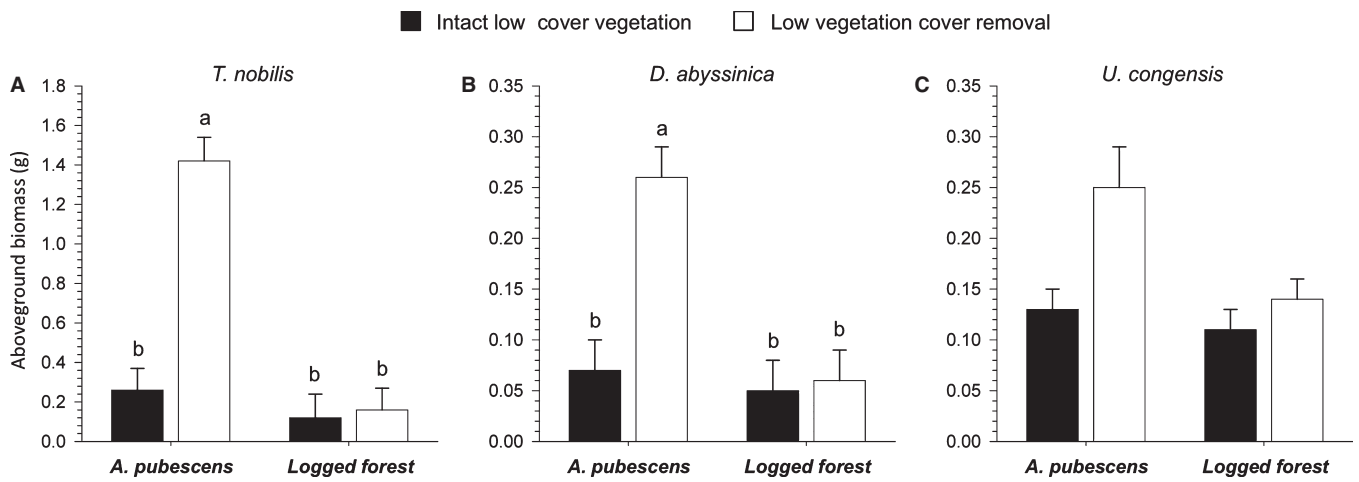 Intact low cover vegetation Low vegetation cover removal
A T. nobilis B D. abyssinica C U. congensis
Aboveground biomass (g)
1.8 0.35 0.35
a a
1.6 0.30 0.30
1.4 0.25 0.25
1.2
1.0 0.20 0.20
0.8 0.15 0.15
0.6 0.10 0.10
b b b b b b
0.4 0.05 0.05
0.2
0.0 0.00 0.00
A. pubescens Logged forest A. pubescens Logged forest A. pubescens Logged forest